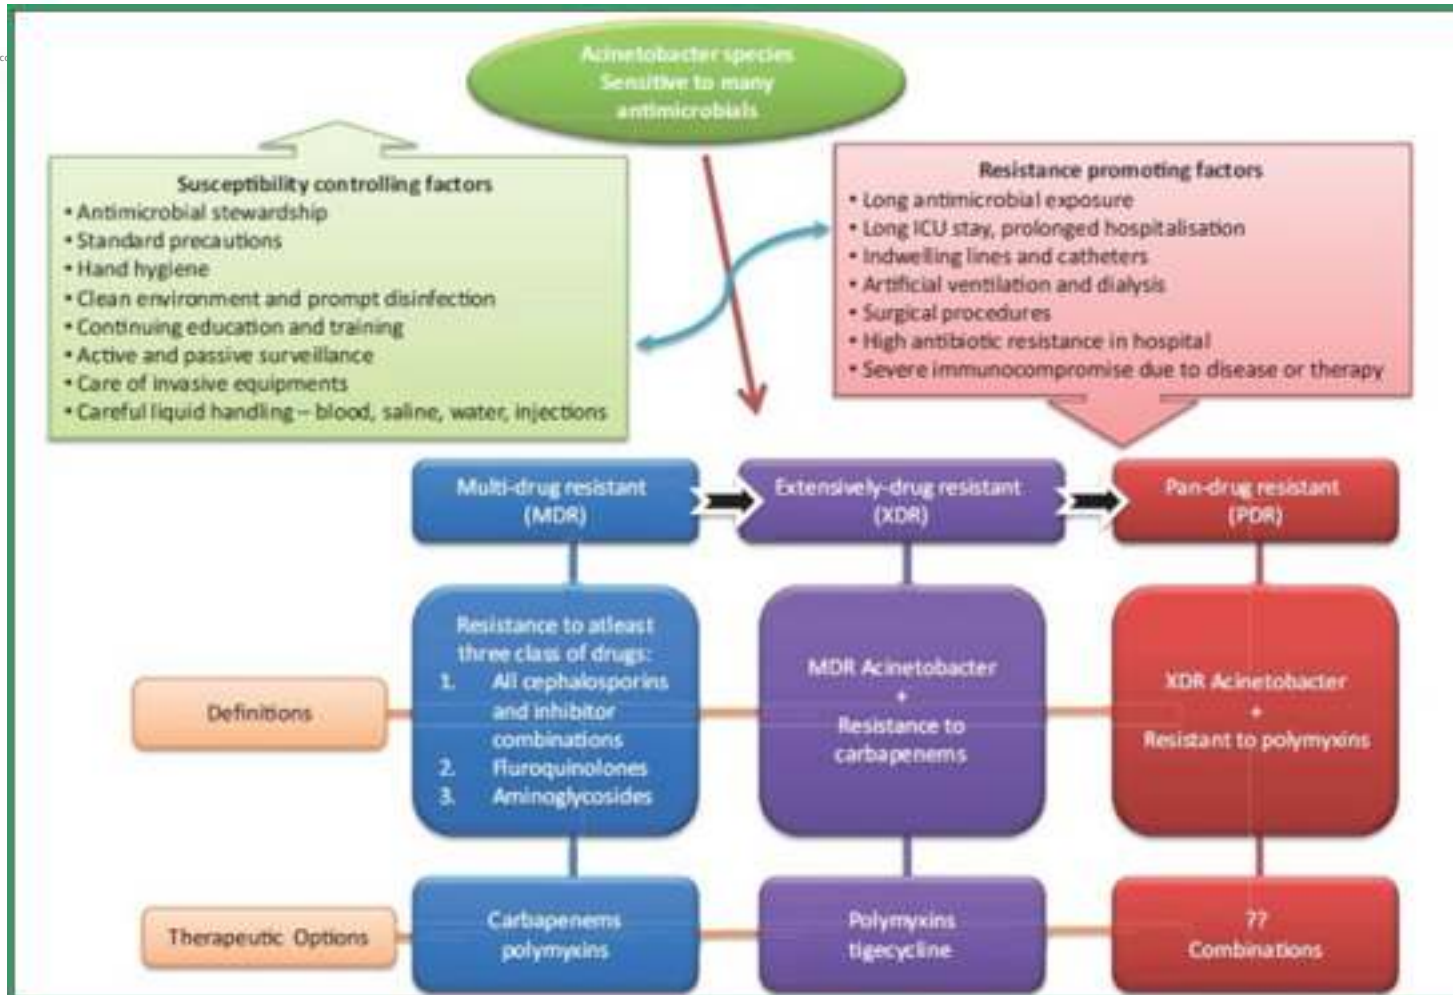 Acinetobacter species
Sensitive to many
antimicrobials
Susceptibility controlling factors
• Antimicrobial stewardship
• Standard precautions
• Hand hygiene
• Clean environment and prompt disinfection
• Continuing education and training
• Active and passive surveillance
• Care of invasive equipments
• Careful liquid handling – blood, saline, water, injections
Resistance promoting factors
• Long antimicrobial exposure
• Long ICU stay, prolonged hospitalisation
• Indwelling lines and catheters
• Artificial ventilation and dialysis
• Surgical procedures
• High antibiotic resistance in hospital
• Severe immunocompromise due to disease or therapy
Multi-drug resistant
(MDR)
Extensively-drug resistant
(XDR)
Pan-drug resistant
(PDR)
Definitions
Resistance to atleast
three class of drugs:
1. All cephalosporins
and inhibitor
combinations
2. Fluroquinolones
3. Aminoglycosides
MDR Acinetobacter
+
Resistance to
carbapenems
XDR Acinetobacter
+
Resistant to polymyxins
Therapeutic Options
Carbapenems
polymyxins
Polymyxins
tigecycline
??
Combinations